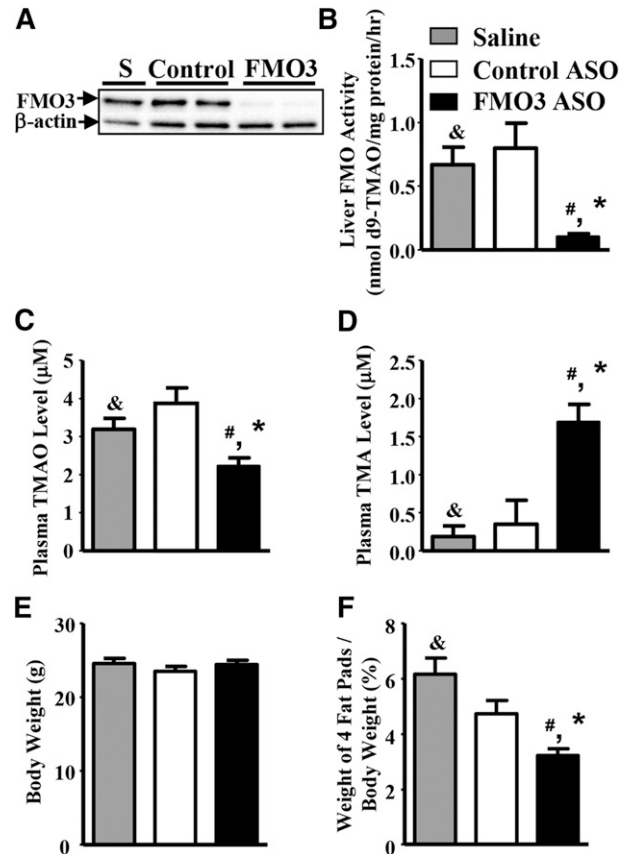 A
S Control FMO3
FMO3
β-actin
B
Saline
Control ASO
FMO3 ASO
Liver FMO Activity
(nmol d9-TMAO/mg protein/hr)
1.0
0.5
0.0
&
#, *
C
Plasma TMAO Level (µM)
5
4
3
2
1
0
&
#, *
D
Plasma TMA Level (µM)
2.5
2.0
1.5
1.0
0.5
0.0
&
#, *
E
Body Weight (g)
30
20
10
0
F
Weight of 4 Fat Pads /
Body Weight (%)
8
6
4
2
0
&
#, *